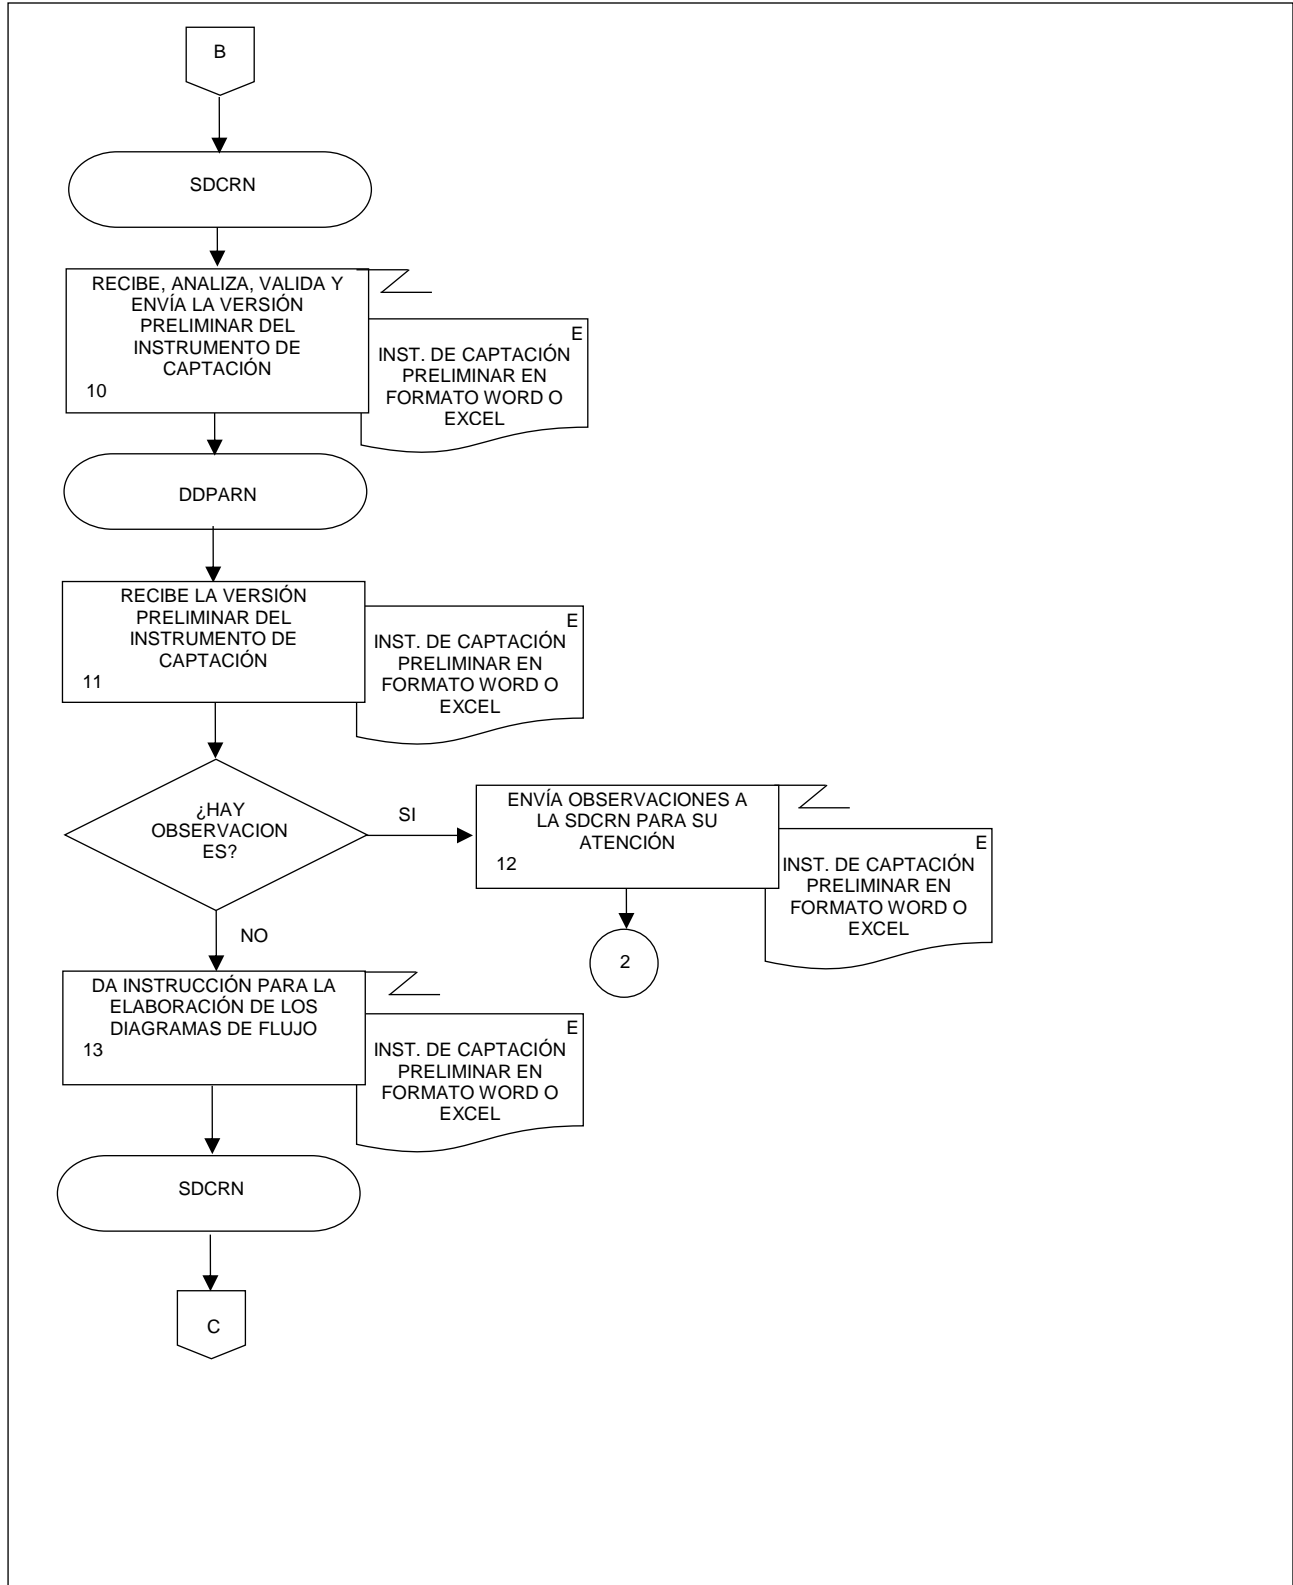 B
SDCRN
RECIBE, ANALIZA, VALIDA Y
ENVÍA LA VERSIÓN
PRELIMINAR DEL
INSTRUMENTO DE
CAPTACIÓN
10
E
INST. DE CAPTACIÓN
PRELIMINAR EN
FORMATO WORD O
EXCEL
DDPARN
RECIBE LA VERSIÓN
PRELIMINAR DEL
INSTRUMENTO DE
CAPTACIÓN
11
E
INST. DE CAPTACIÓN
PRELIMINAR EN
FORMATO WORD O
EXCEL
¿HAY
OBSERVACION
ES?
SI
ENVÍA OBSERVACIONES A
LA SDCRN PARA SU
ATENCIÓN
12
E
INST. DE CAPTACIÓN
PRELIMINAR EN
FORMATO WORD O
EXCEL
2
NO
DA INSTRUCCIÓN PARA LA
ELABORACIÓN DE LOS
DIAGRAMAS DE FLUJO
13
E
INST. DE CAPTACIÓN
PRELIMINAR EN
FORMATO WORD O
EXCEL
SDCRN
C